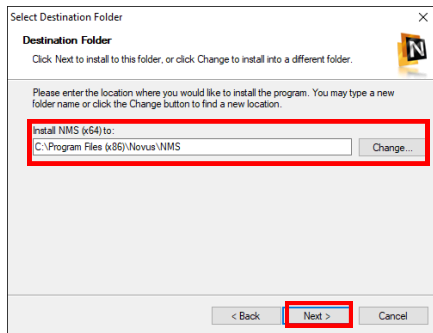 Select Destination Folder
Destination Folder
Click Next to install to this folder, or click Change to install into a different folder.
N
Please enter the location where you would like to install the program. You may type a new
folder name or click the Change button to find a new location.
Install NMS (x64) to:
C:\Program Files (x86)\Novus\NMS
Change...
< Back
Next >
Cancel